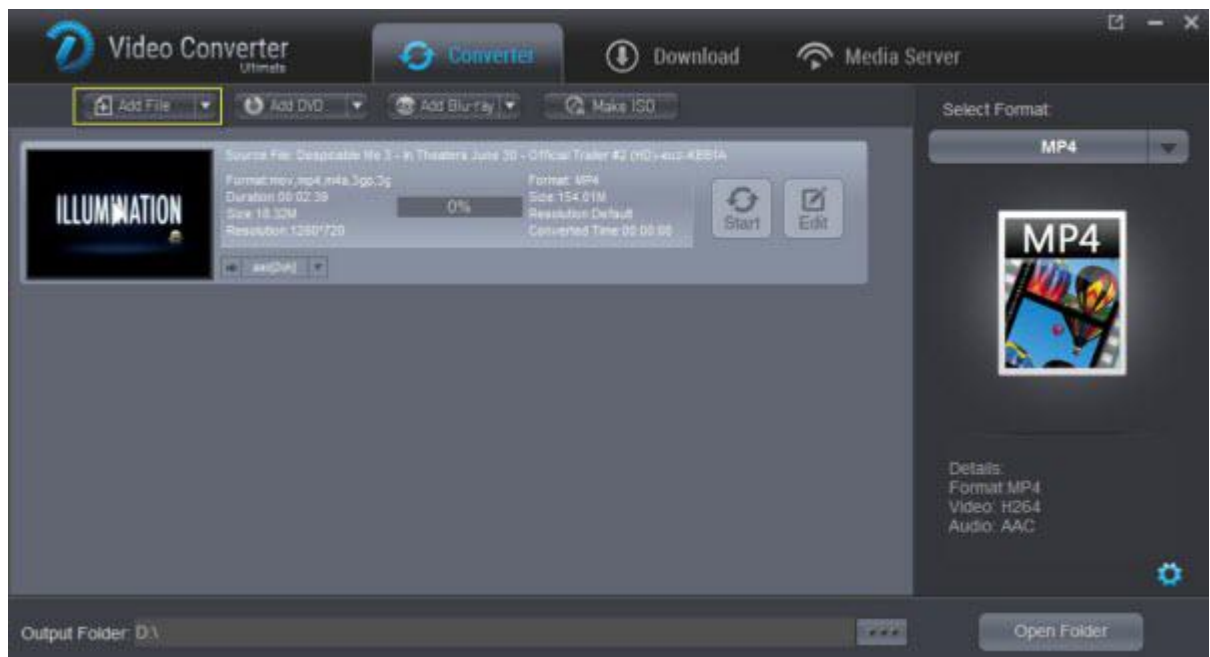 Video Converter
Ultimate
Converter
Download
Media Server
Add File
Add DVD
Add Blu-ray
Make ISO
Select Format:
MP4
Source File: Despicable Me 3 - In Theaters June 30 - Official Trailer #2 (HD)
Format:mov,mp4,m4a,3gp,3g
Duration:00:02:39
Size:18.32M
Resolution:1280*720
0%
Format: MP4
Size:154.01M
Resolution:Default
Converted Time:00:00:00
Start
Edit
ILLUMINATION
MP4
Details:
Format:MP4
Video: H264
Audio: AAC
Output Folder: D:\
Open Folder